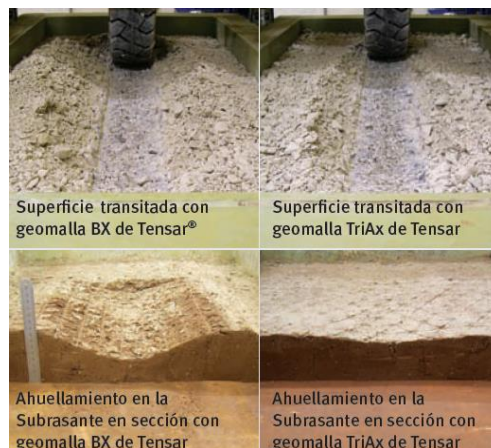 Superficie transitada con
geomalla BX de Tensar®
Superficie transitada con
geomalla TriAx de Tensar
Ahuellamiento en la
Subrasante en sección con
geomalla BX de Tensar
Ahuellamiento en la
Subrasante en sección con
geomalla TriAx de Tensar